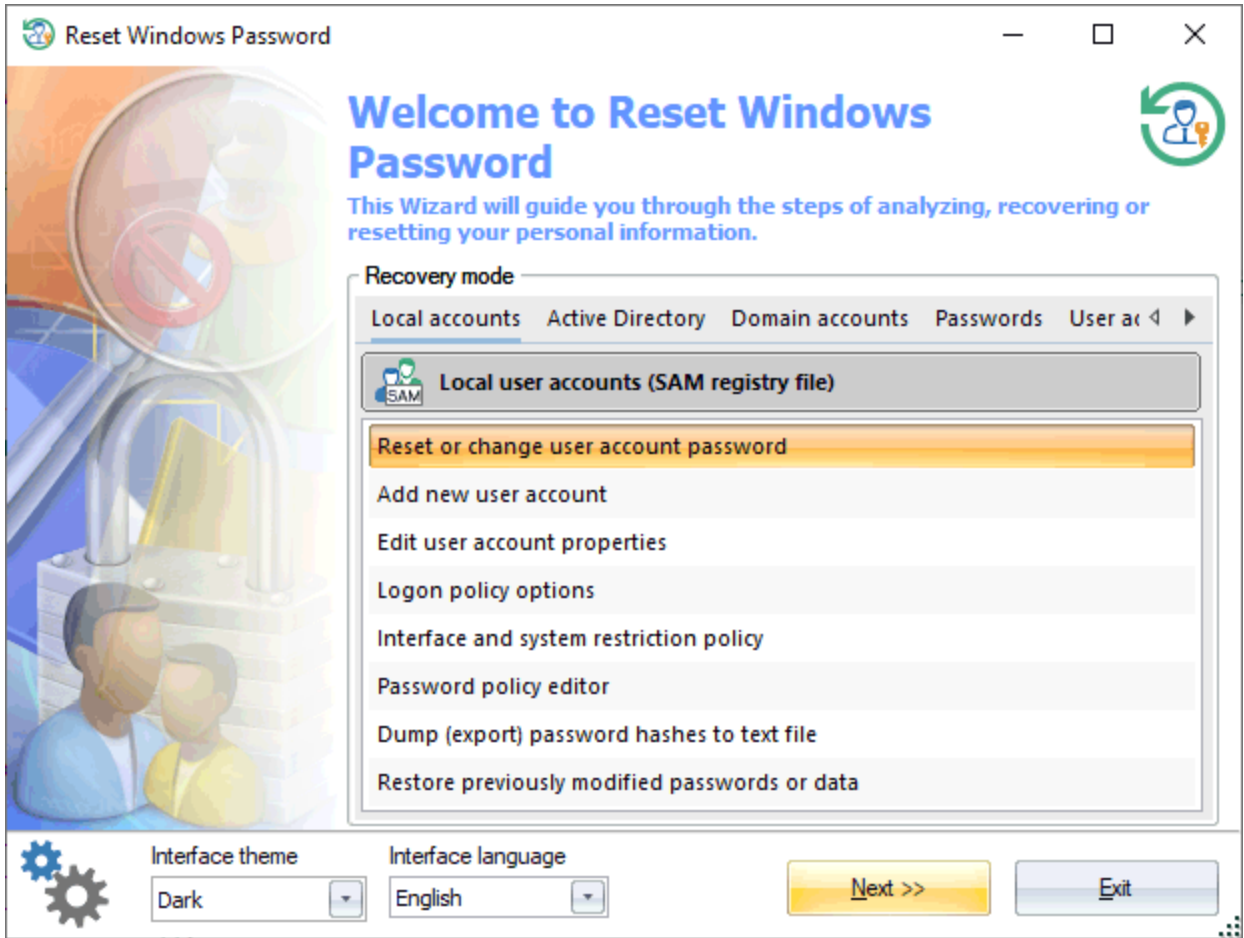 Reset Windows Password
Welcome to Reset Windows
Password
This Wizard will guide you through the steps of analyzing, recovering or
resetting your personal information.
Recovery mode
Local accounts Active Directory Domain accounts Passwords User
SAM Local user accounts (SAM registry file)
Reset or change user account password
Add new user account
Edit user account properties
Logon policy options
Interface and system restriction policy
Password policy editor
Dump (export) password hashes to text file
Restore previously modified passwords or data
Interface theme Interface language
Dark English Next >> Exit